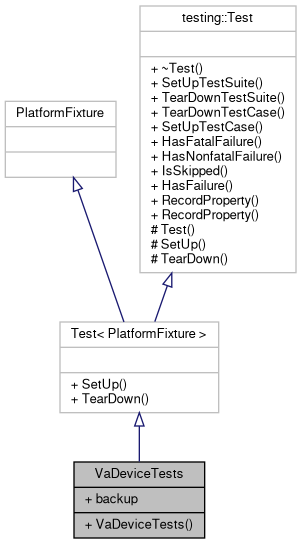 testing::Test
+ ~Test()
+ SetUpTestSuite()
+ TearDownTestSuite()
+ TearDownTestCase()
+ SetUpTestCase()
+ HasFatalFailure()
+ HasNonfatalFailure()
+ IsSkipped()
+ HasFailure()
+ RecordProperty()
+ RecordProperty()
# Test()
# SetUp()
# TearDown()
PlatformFixture
Test< PlatformFixture >
+ SetUp()
+ TearDown()
VaDeviceTests
+ backup
+ VaDeviceTests()